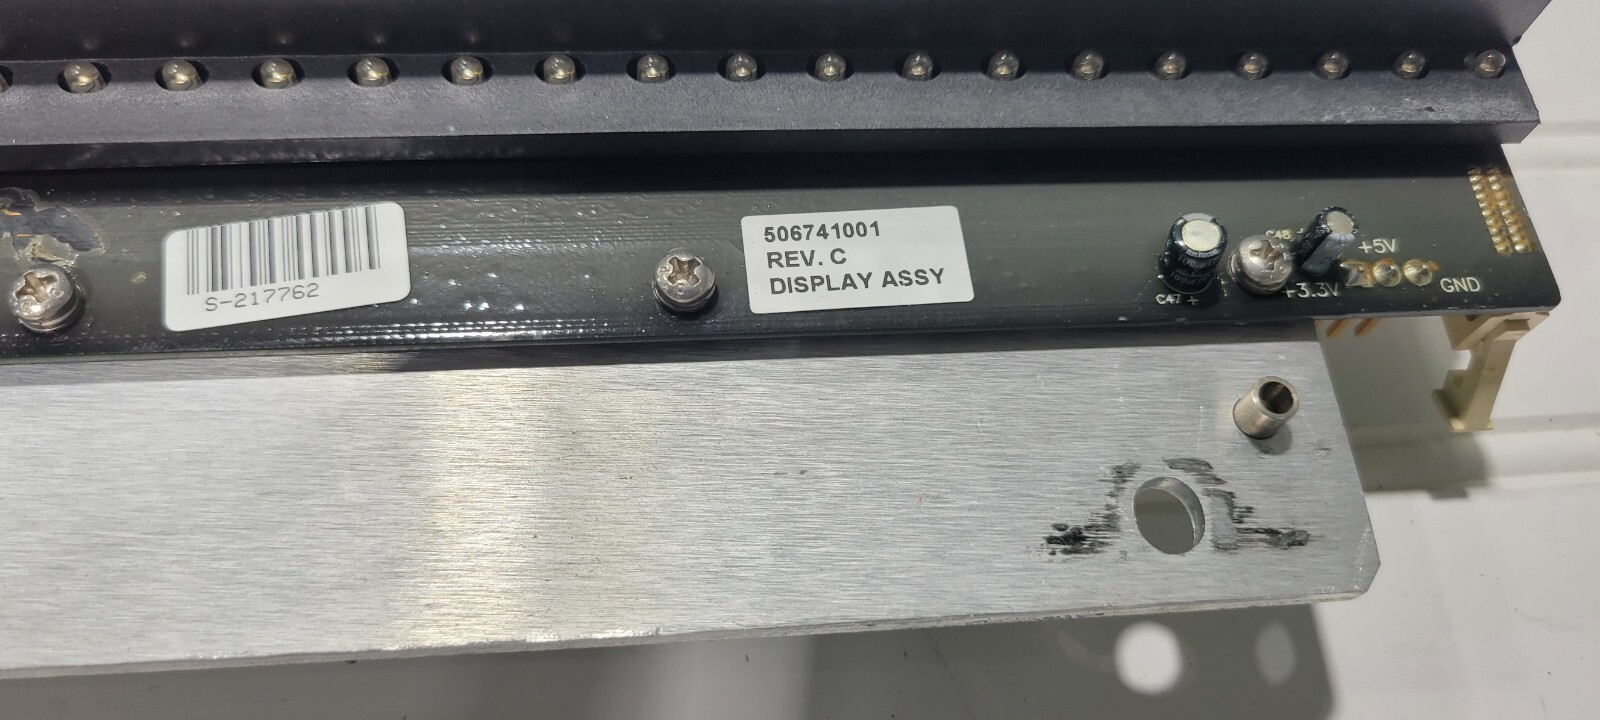 S-217762
506741001
REV. C
DISPLAY ASSY
C47 +
C48 +
+5V
+3.3V
GND